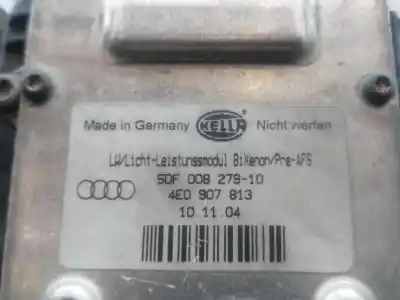 Made in Germany HELLA Nicht werfen
LW/Licht-Leistungsmodul BiXenon/Pre-AFS
5DF 008 279-10
4E0 907 813
10.11.04